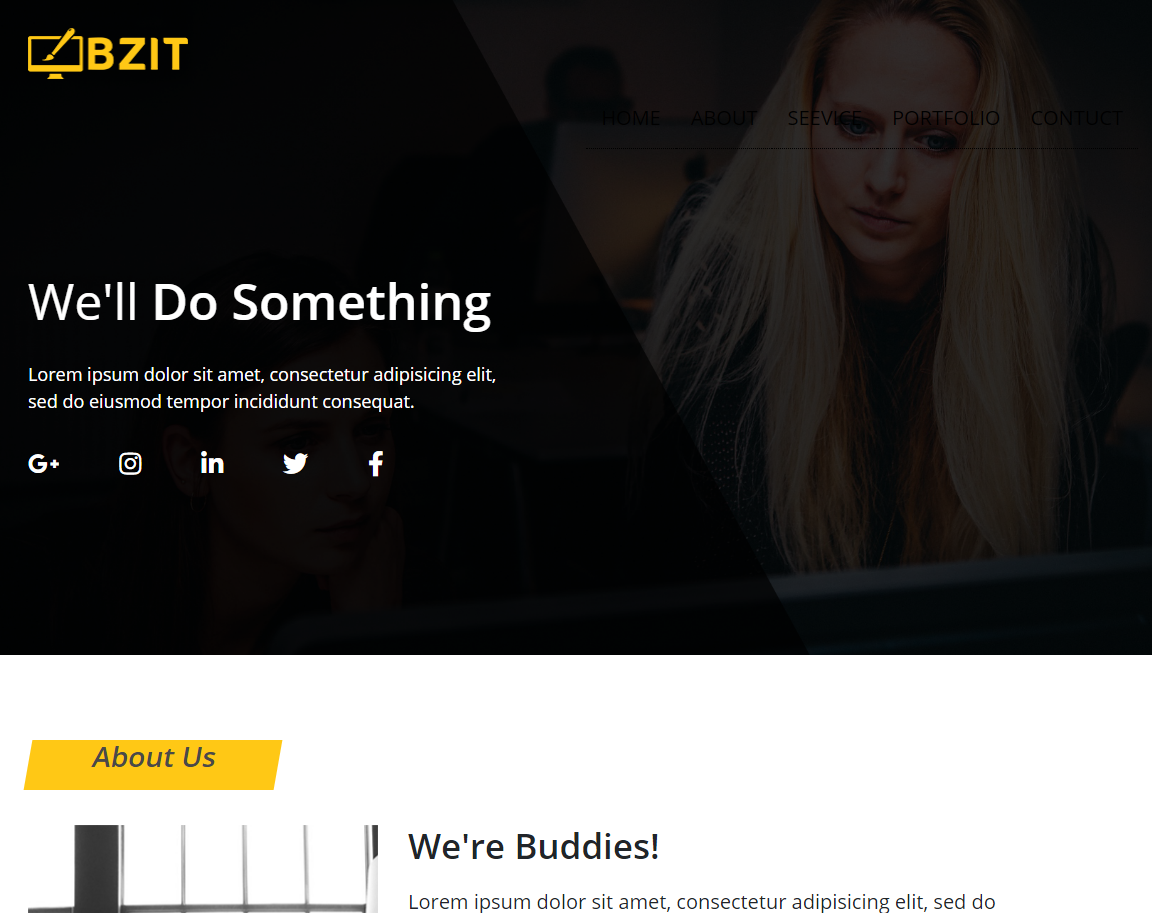 BZIT
HOME ABOUT SEEVICE PORTFOLIO CONTUCT
We'll Do Something
Lorem ipsum dolor sit amet, consectetur adipisicing elit,
sed do eiusmod tempor incididunt consequat.
About Us
We're Buddies!
Lorem ipsum dolor sit amet, consectetur adipisicing elit, sed do